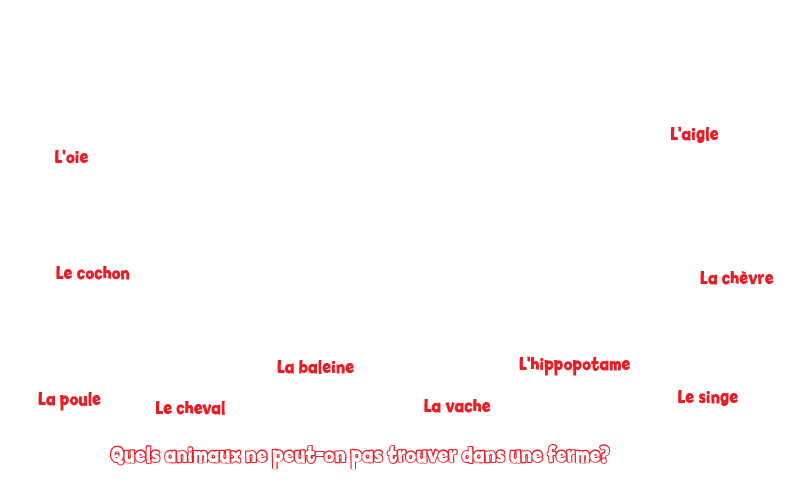 L'aigle
L'oie
Le cochon
La chèvre
La baleine
L'hippopotame
La poule
Le cheval
La vache
Le singe
Quels animaux ne peut-on pas trouver dans une ferme?